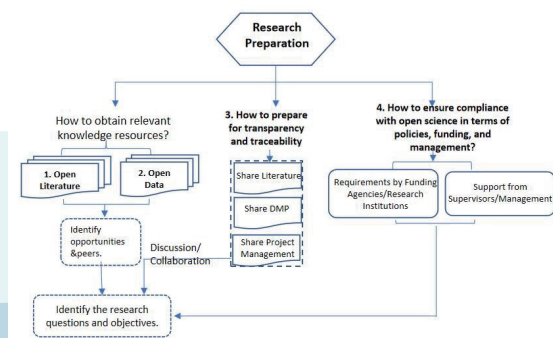 Research
Preparation
How to obtain relevant
knowledge resources?
1. Open
Literature
2. Open
Data
Identify
opportunities
&peers.
3. How to prepare
for transparency
and traceability
Share Literature
Share DMP
Share Project
Management
Discussion/
Collaboration
4. How to ensure compliance
with open science in terms of
policies, funding, and
management?
Requirements by Funding
Agencies/Research
Institutions
Support from
Supervisors/Management
Identify the research
questions and objectives.